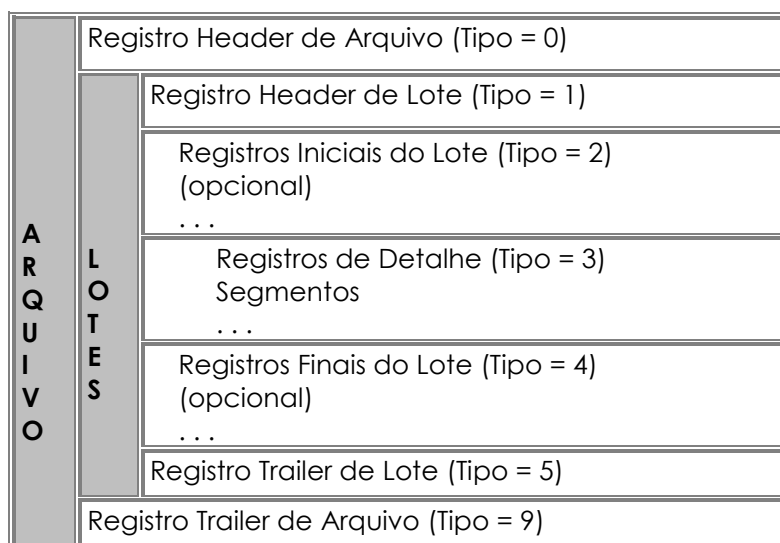 Registro Header de Arquivo (Tipo = 0)
Registro Header de Lote (Tipo = 1)
Registros Iniciais do Lote (Tipo = 2)
(opcional)
. . .
Registros de Detalhe (Tipo = 3)
Segmentos
. . .
Registros Finais do Lote (Tipo = 4)
(opcional)
. . .
Registro Trailer de Lote (Tipo = 5)
Registro Trailer de Arquivo (Tipo = 9)
A
R
Q
U
I
V
O
L
O
T
E
S